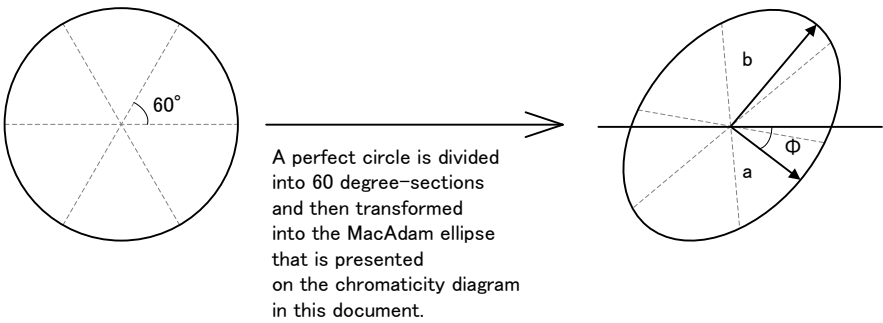 60°
b
Φ
a
A perfect circle is divided
into 60 degree-sections
and then transformed
into the MacAdam ellipse
that is presented
on the chromaticity diagram
in this document.